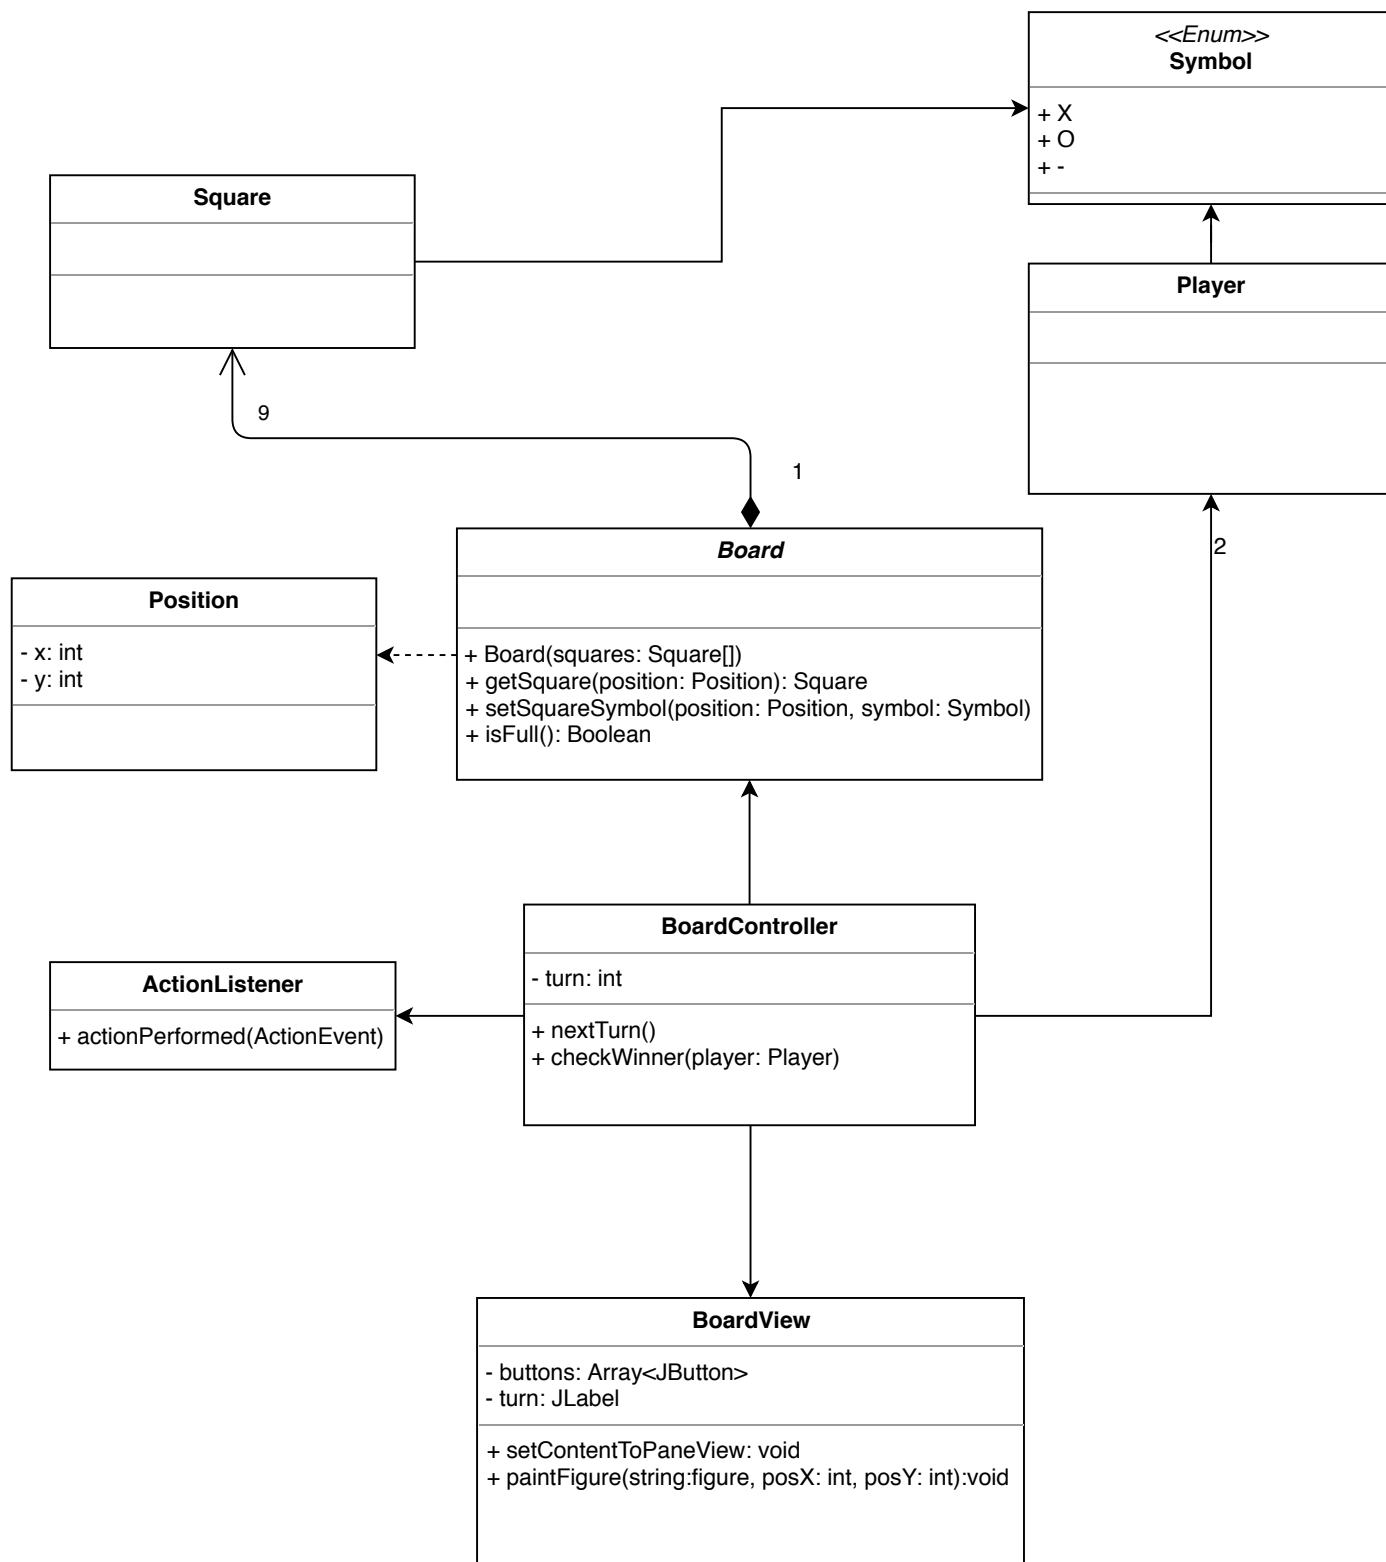 <<Enum>>
Symbol
+ X
+ O
+ -
Square
Player
9
1
Board
+ Board(squares: Square[])
+ getSquare(position: Position): Square
+ setSquareSymbol(position: Position, symbol: Symbol)
+ isFull(): Boolean
2
Position
- x: int
- y: int
BoardController
- turn: int
+ nextTurn()
+ checkWinner(player: Player)
ActionListener
+ actionPerformed(ActionEvent)
BoardView
- buttons: Array<JButton>
- turn: JLabel
+ setContentToPaneView: void
+ paintFigure(string:figure, posX: int, posY: int):void